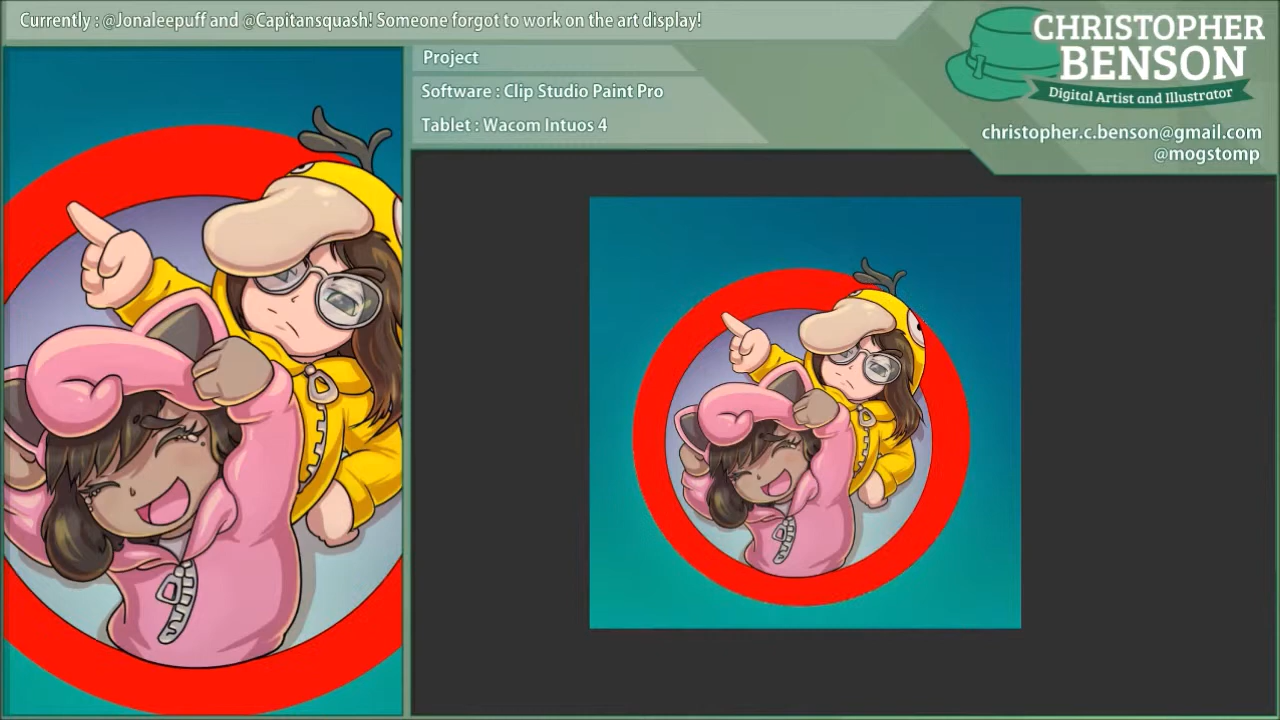 Currently : @Jonaleepuff and @Capitansquash! Someone forgot to work on the art display!
Project
Software : Clip Studio Paint Pro
Tablet : Wacom Intuos 4
CHRISTOPHER
BENSON
Digital Artist and Illustrator
christopher.c.benson@gmail.com
@mogstomp